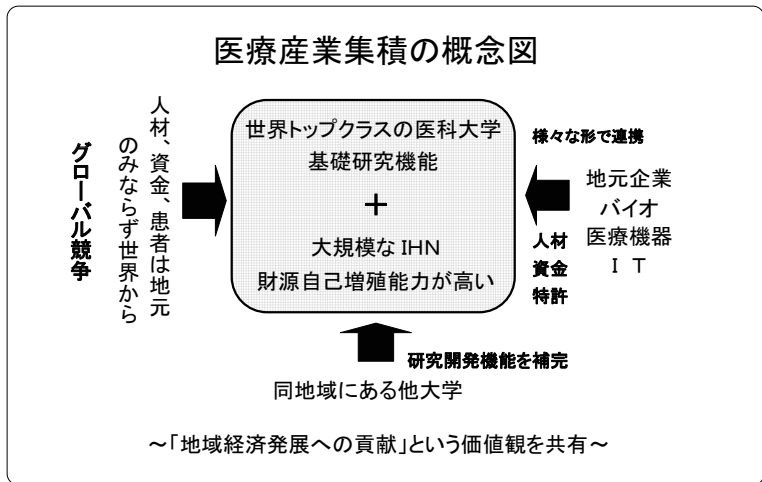 医療産業集積の概念図
グローバル競争
人材、資金、患者は地元
のみならず世界から
世界トップクラスの医科大学
基礎研究機能
＋
大規模な IHN
財源自己増殖能力が高い
様々な形で連携
地元企業
バイオ
医療機器
I T
人材
資金
特許
研究開発機能を補完
同地域にある他大学
～「地域経済発展への貢献」という価値観を共有～